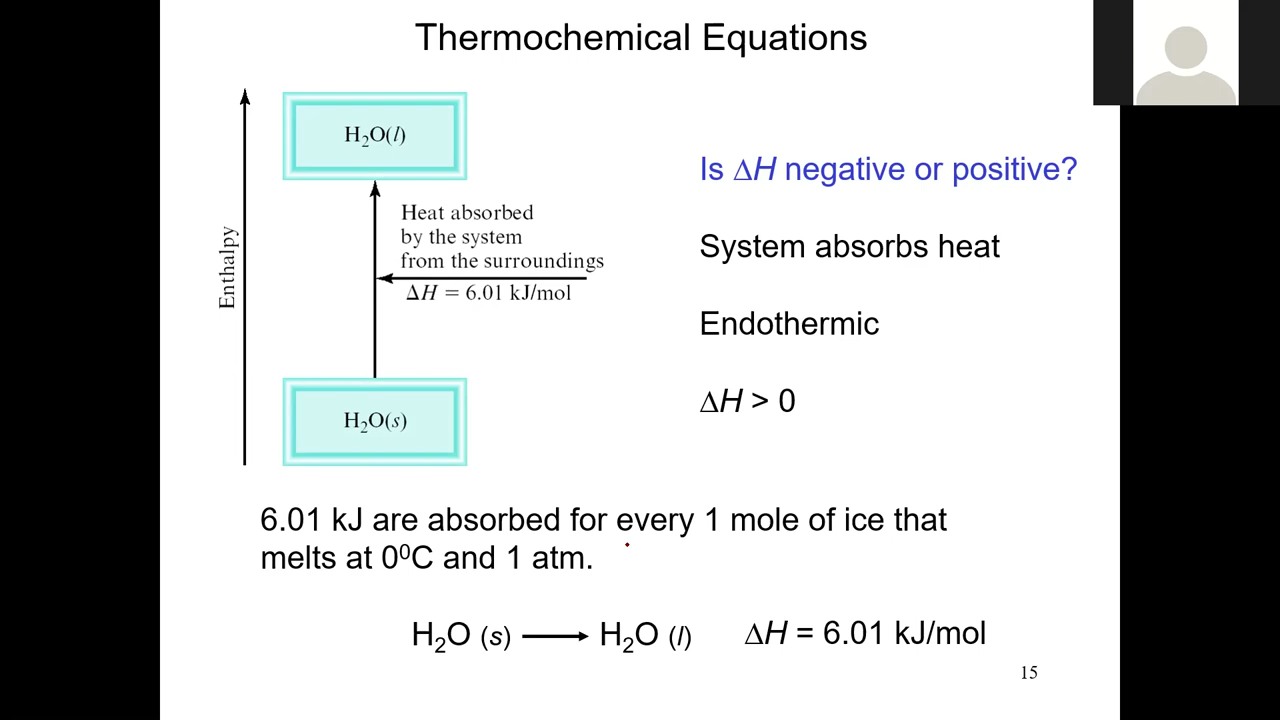 Thermochemical Equations
H₂O(l)
Heat absorbed
by the system
from the surroundings
ΔH = 6.01 kJ/mol
Enthalpy
H₂O(s)
Is ΔH negative or positive?
System absorbs heat
Endothermic
ΔH > 0
6.01 kJ are absorbed for every 1 mole of ice that
melts at 0⁰C and 1 atm.
H₂O (s) ⟶ H₂O (l) ΔH = 6.01 kJ/mol
15